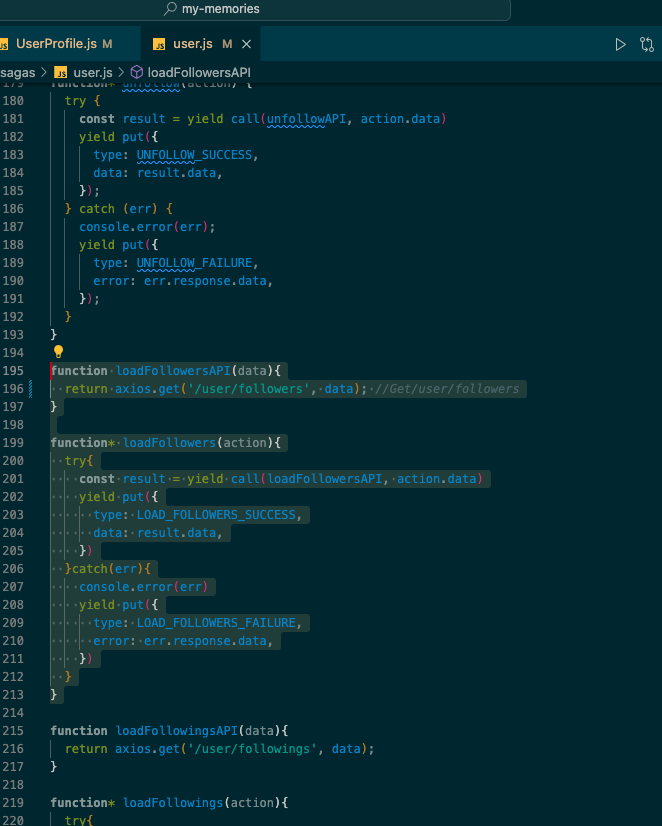 my-memories
JS UserProfile.js M
JS user.js M
sagas > JS user.js > loadFollowersAPI
179 function* unfollow(action) {
180 try {
181 const result = yield call(unfollowAPI, action.data)
182 yield put({
183 type: UNFOLLOW_SUCCESS,
184 data: result.data,
185 });
186 } catch (err) {
187 console.error(err);
188 yield put({
189 type: UNFOLLOW_FAILURE,
190 error: err.response.data,
191 });
192 }
193 }
194
195 function loadFollowersAPI(data){
196 return axios.get('/user/followers', data); //Get/user/followers
197 }
198
199 function* loadFollowers(action){
200 try{
201 const result = yield call(loadFollowersAPI, action.data)
202 yield put({
203 type: LOAD_FOLLOWERS_SUCCESS,
204 data: result.data,
205 })
206 }catch(err){
207 console.error(err)
208 yield put({
209 type: LOAD_FOLLOWERS_FAILURE,
210 error: err.response.data,
211 })
212 }
213 }
214
215 function loadFollowingsAPI(data){
216 return axios.get('/user/followings', data);
217 }
218
219 function* loadFollowings(action){
220 try{